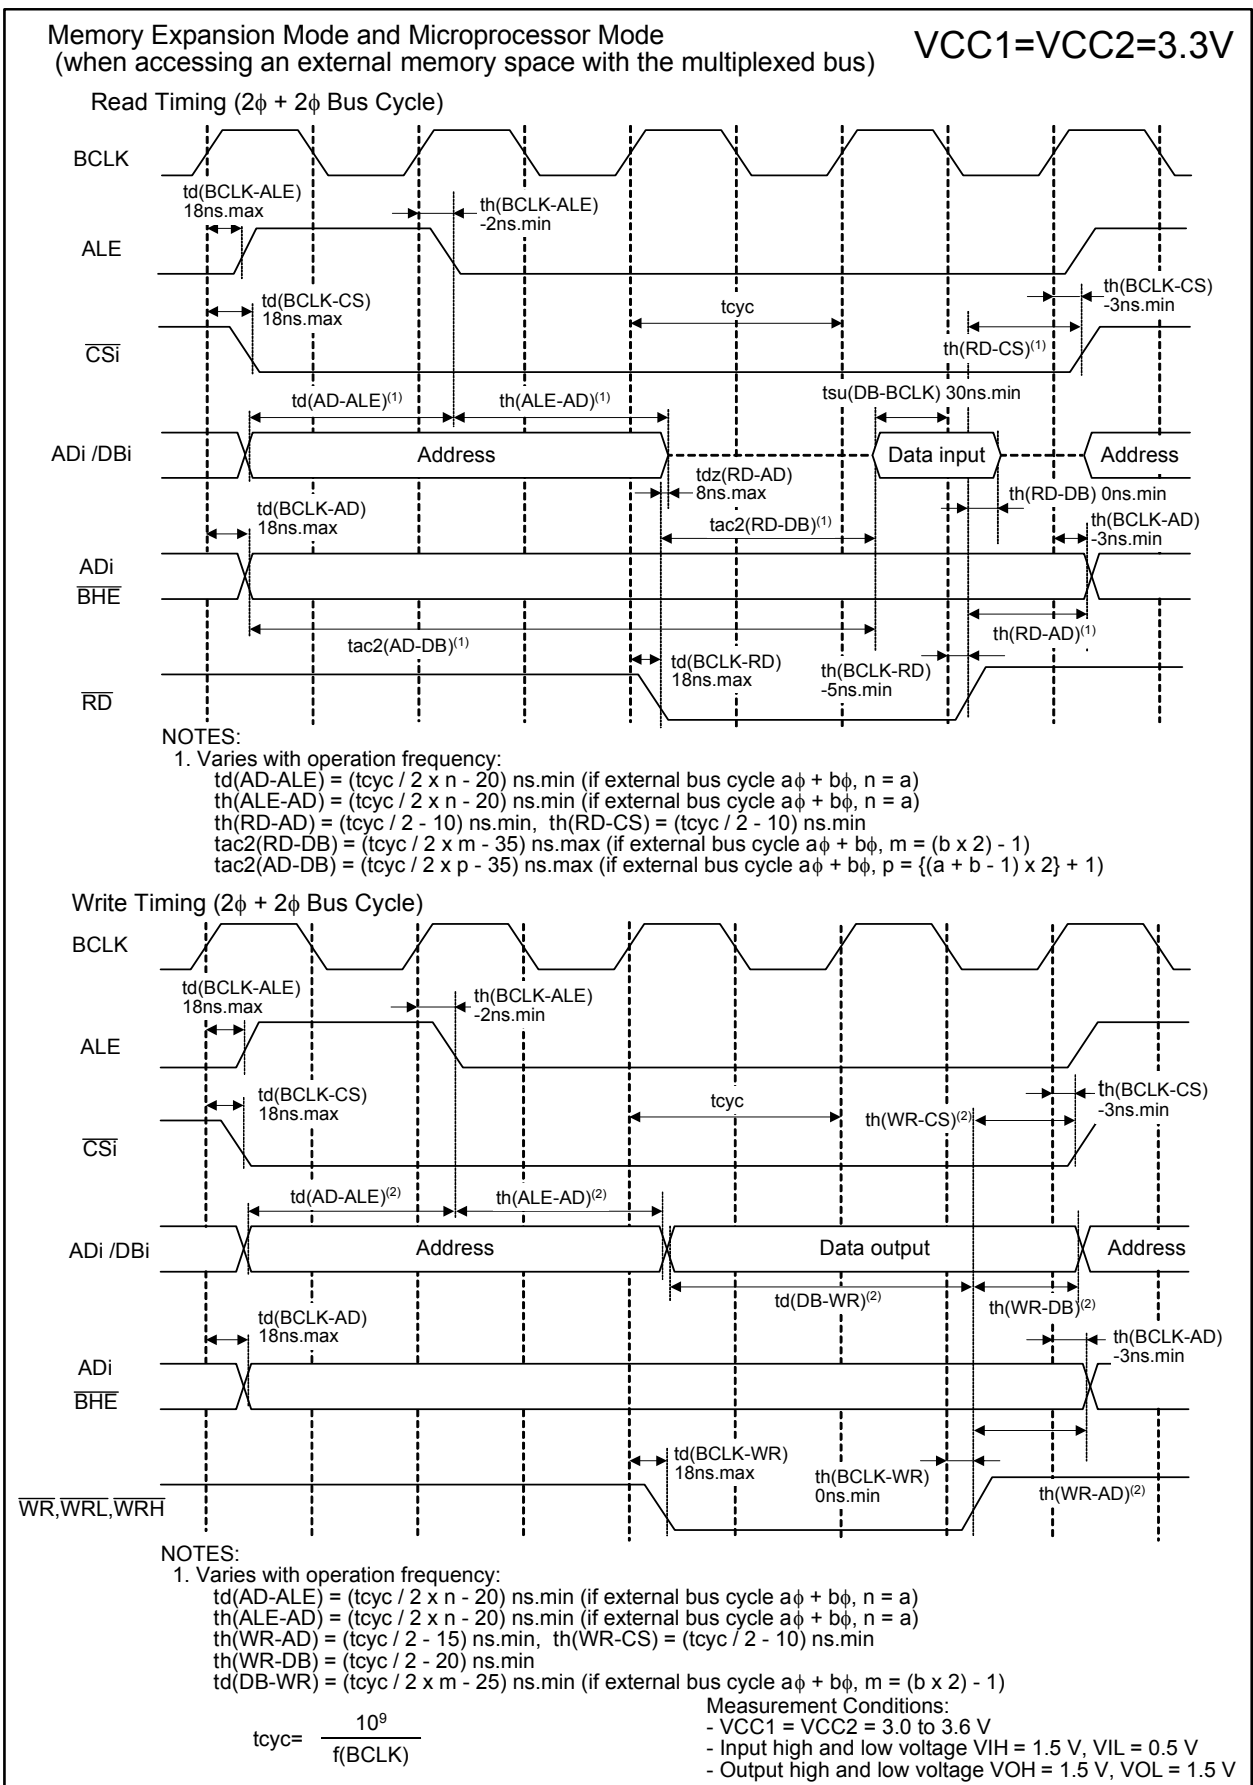 Memory Expansion Mode and Microprocessor Mode
(when accessing an external memory space with the multiplexed bus)
VCC1=VCC2=3.3V
Read Timing (2ϕ + 2ϕ Bus Cycle)
BCLK
td(BCLK-ALE)
18ns.max
th(BCLK-ALE)
-2ns.min
ALE
td(BCLK-CS)
18ns.max
tcyc
th(BCLK-CS)
-3ns.min
CSi
th(RD-CS)(1)
td(AD-ALE)(1)
th(ALE-AD)(1)
tsu(DB-BCLK) 30ns.min
ADi /DBi
Address
Data input
Address
tdz(RD-AD)
8ns.max
th(RD-DB) 0ns.min
td(BCLK-AD)
18ns.max
tac2(RD-DB)(1)
th(BCLK-AD)
-3ns.min
ADi
BHE
tac2(AD-DB)(1)
th(RD-AD)(1)
td(BCLK-RD)
18ns.max
th(BCLK-RD)
-5ns.min
RD
NOTES:
1. Varies with operation frequency:
td(AD-ALE) = (tcyc / 2 x n - 20) ns.min (if external bus cycle aϕ + bϕ, n = a)
th(ALE-AD) = (tcyc / 2 x n - 20) ns.min (if external bus cycle aϕ + bϕ, n = a)
th(RD-AD) = (tcyc / 2 - 10) ns.min, th(RD-CS) = (tcyc / 2 - 10) ns.min
tac2(RD-DB) = (tcyc / 2 x m - 35) ns.max (if external bus cycle aϕ + bϕ, m = (b x 2) - 1)
tac2(AD-DB) = (tcyc / 2 x p - 35) ns.max (if external bus cycle aϕ + bϕ, p = {(a + b - 1) x 2} + 1)
Write Timing (2ϕ + 2ϕ Bus Cycle)
BCLK
td(BCLK-ALE)
18ns.max
th(BCLK-ALE)
-2ns.min
ALE
td(BCLK-CS)
18ns.max
tcyc
th(BCLK-CS)
-3ns.min
th(WR-CS)(2)
CSi
td(AD-ALE)(2)
th(ALE-AD)(2)
ADi /DBi
Address
Data output
Address
td(DB-WR)(2)
th(WR-DB)(2)
td(BCLK-AD)
18ns.max
th(BCLK-AD)
-3ns.min
ADi
BHE
td(BCLK-WR)
18ns.max
th(BCLK-WR)
0ns.min
th(WR-AD)(2)
WR,WRL,WRH
NOTES:
1. Varies with operation frequency:
td(AD-ALE) = (tcyc / 2 x n - 20) ns.min (if external bus cycle aϕ + bϕ, n = a)
th(ALE-AD) = (tcyc / 2 x n - 20) ns.min (if external bus cycle aϕ + bϕ, n = a)
th(WR-AD) = (tcyc / 2 - 15) ns.min, th(WR-CS) = (tcyc / 2 - 10) ns.min
th(WR-DB) = (tcyc / 2 - 20) ns.min
td(DB-WR) = (tcyc / 2 x m - 25) ns.min (if external bus cycle aϕ + bϕ, m = (b x 2) - 1)
tcyc= 10⁹
f(BCLK)
Measurement Conditions:
- VCC1 = VCC2 = 3.0 to 3.6 V
- Input high and low voltage VIH = 1.5 V, VIL = 0.5 V
- Output high and low voltage VOH = 1.5 V, VOL = 1.5 V